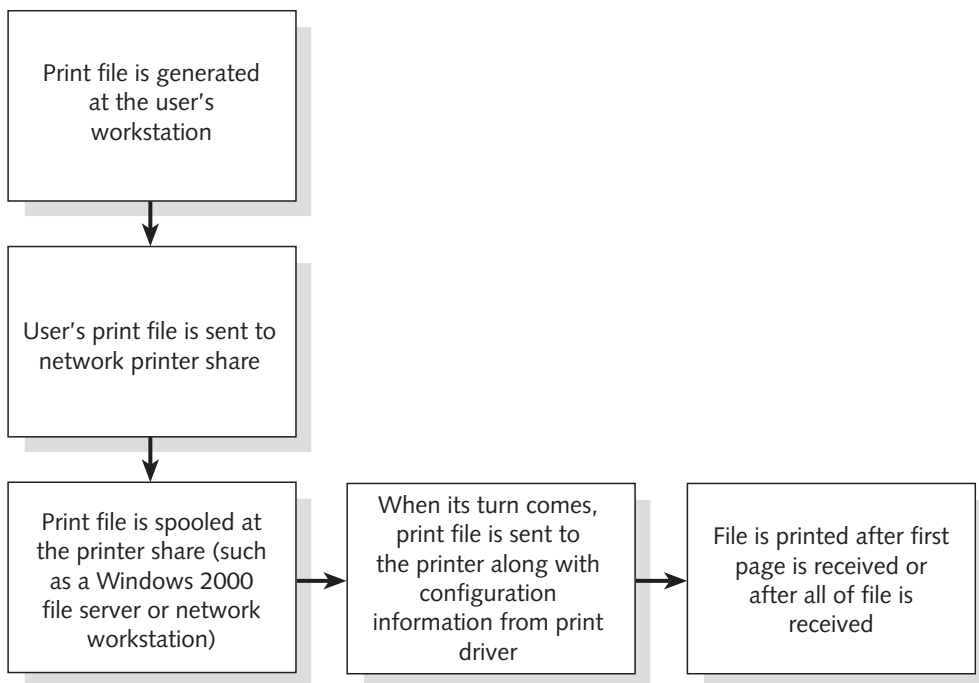 Print file is generated
at the user's
workstation
User's print file is sent to
network printer share
Print file is spooled at
the printer share (such
as a Windows 2000
file server or network
workstation)
When its turn comes,
print file is sent to
the printer along with
configuration
information from print
driver
File is printed after first
page is received or
after all of file is
received